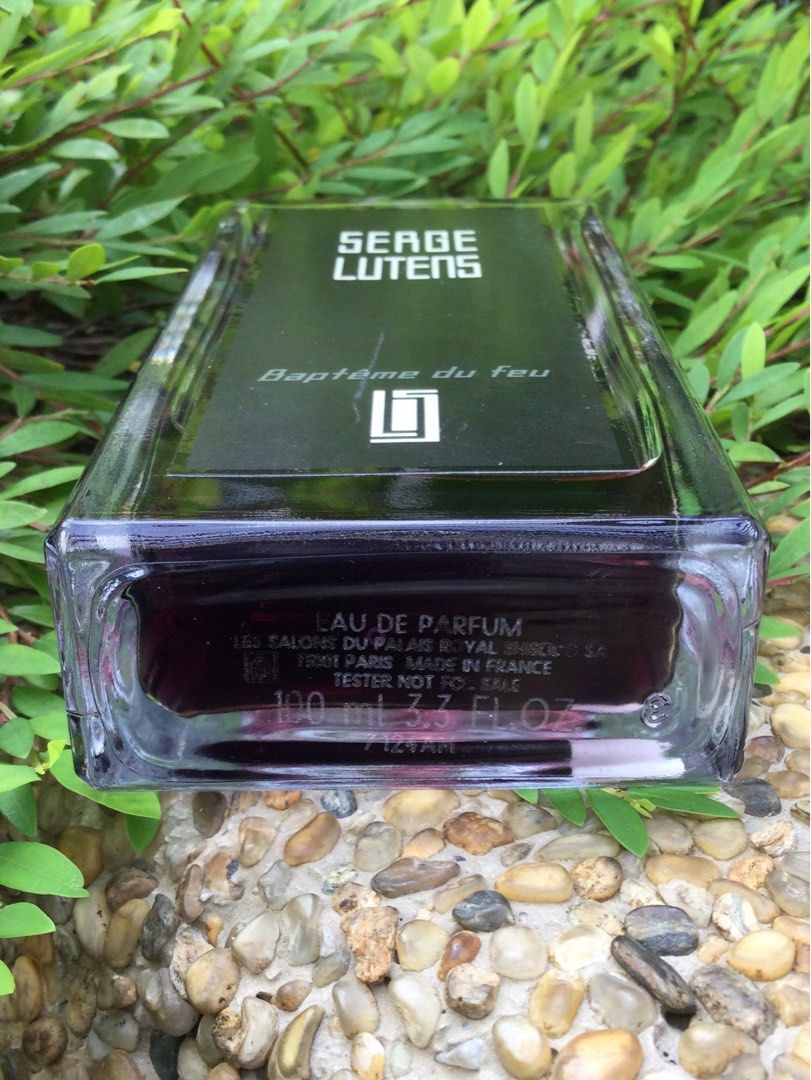 SERGE
LUTENS
Baptême du feu
EAU DE PARFUM
LES SALONS DU PALAIS ROYAL SHISEIDO SA
75001 PARIS MADE IN FRANCE
TESTER NOT FOR SALE
100 ml 3.3 FL.OZ